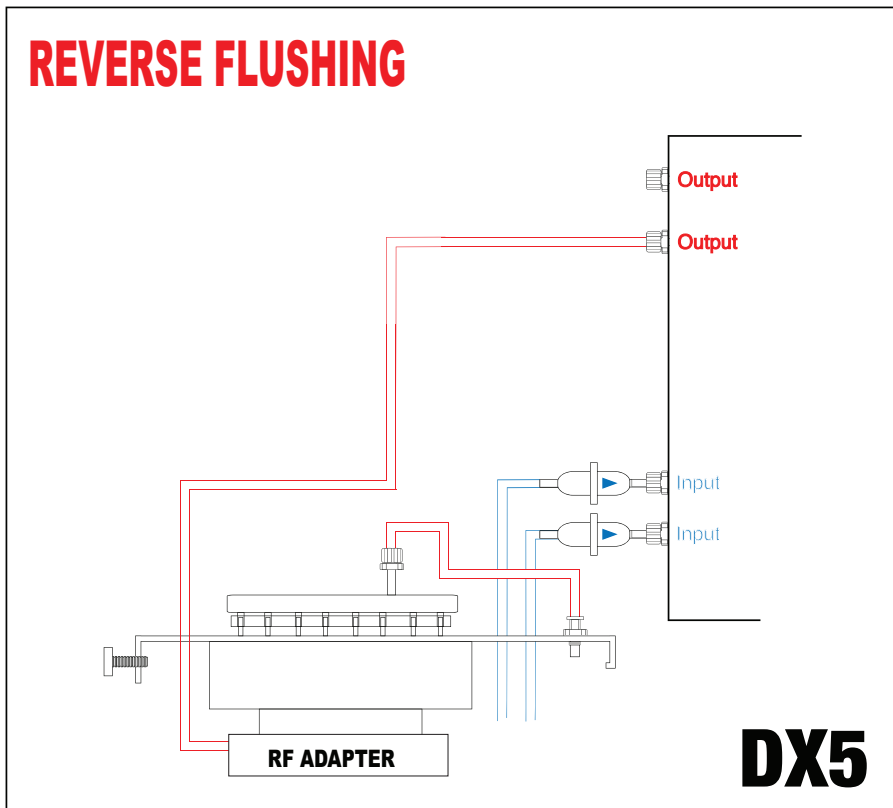 REVERSE FLUSHING
Output
Output
Input
Input
RF ADAPTER
DX5